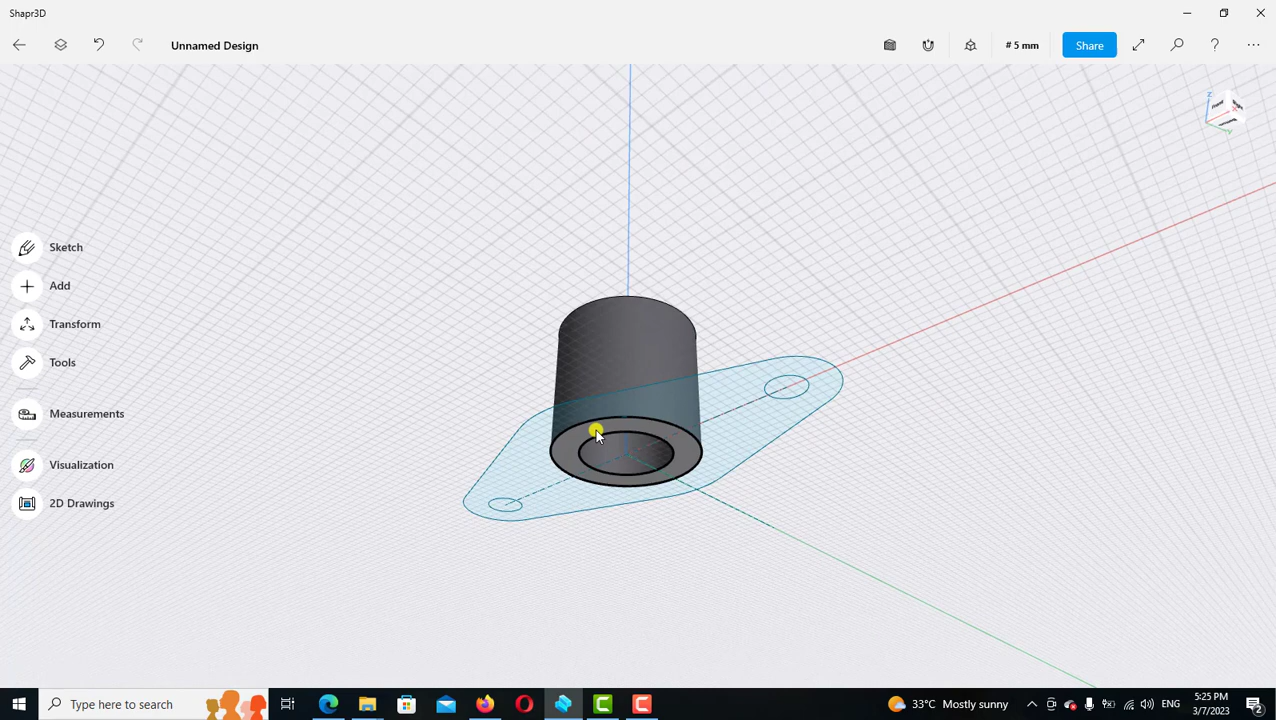 Shapr3D
Unnamed Design
# 5 mm
Share
Z
X
Y
Sketch
Add
Transform
Tools
Measurements
Visualization
2D Drawings
Type here to search
33°C Mostly sunny
ENG
5:25 PM
3/7/2023
2